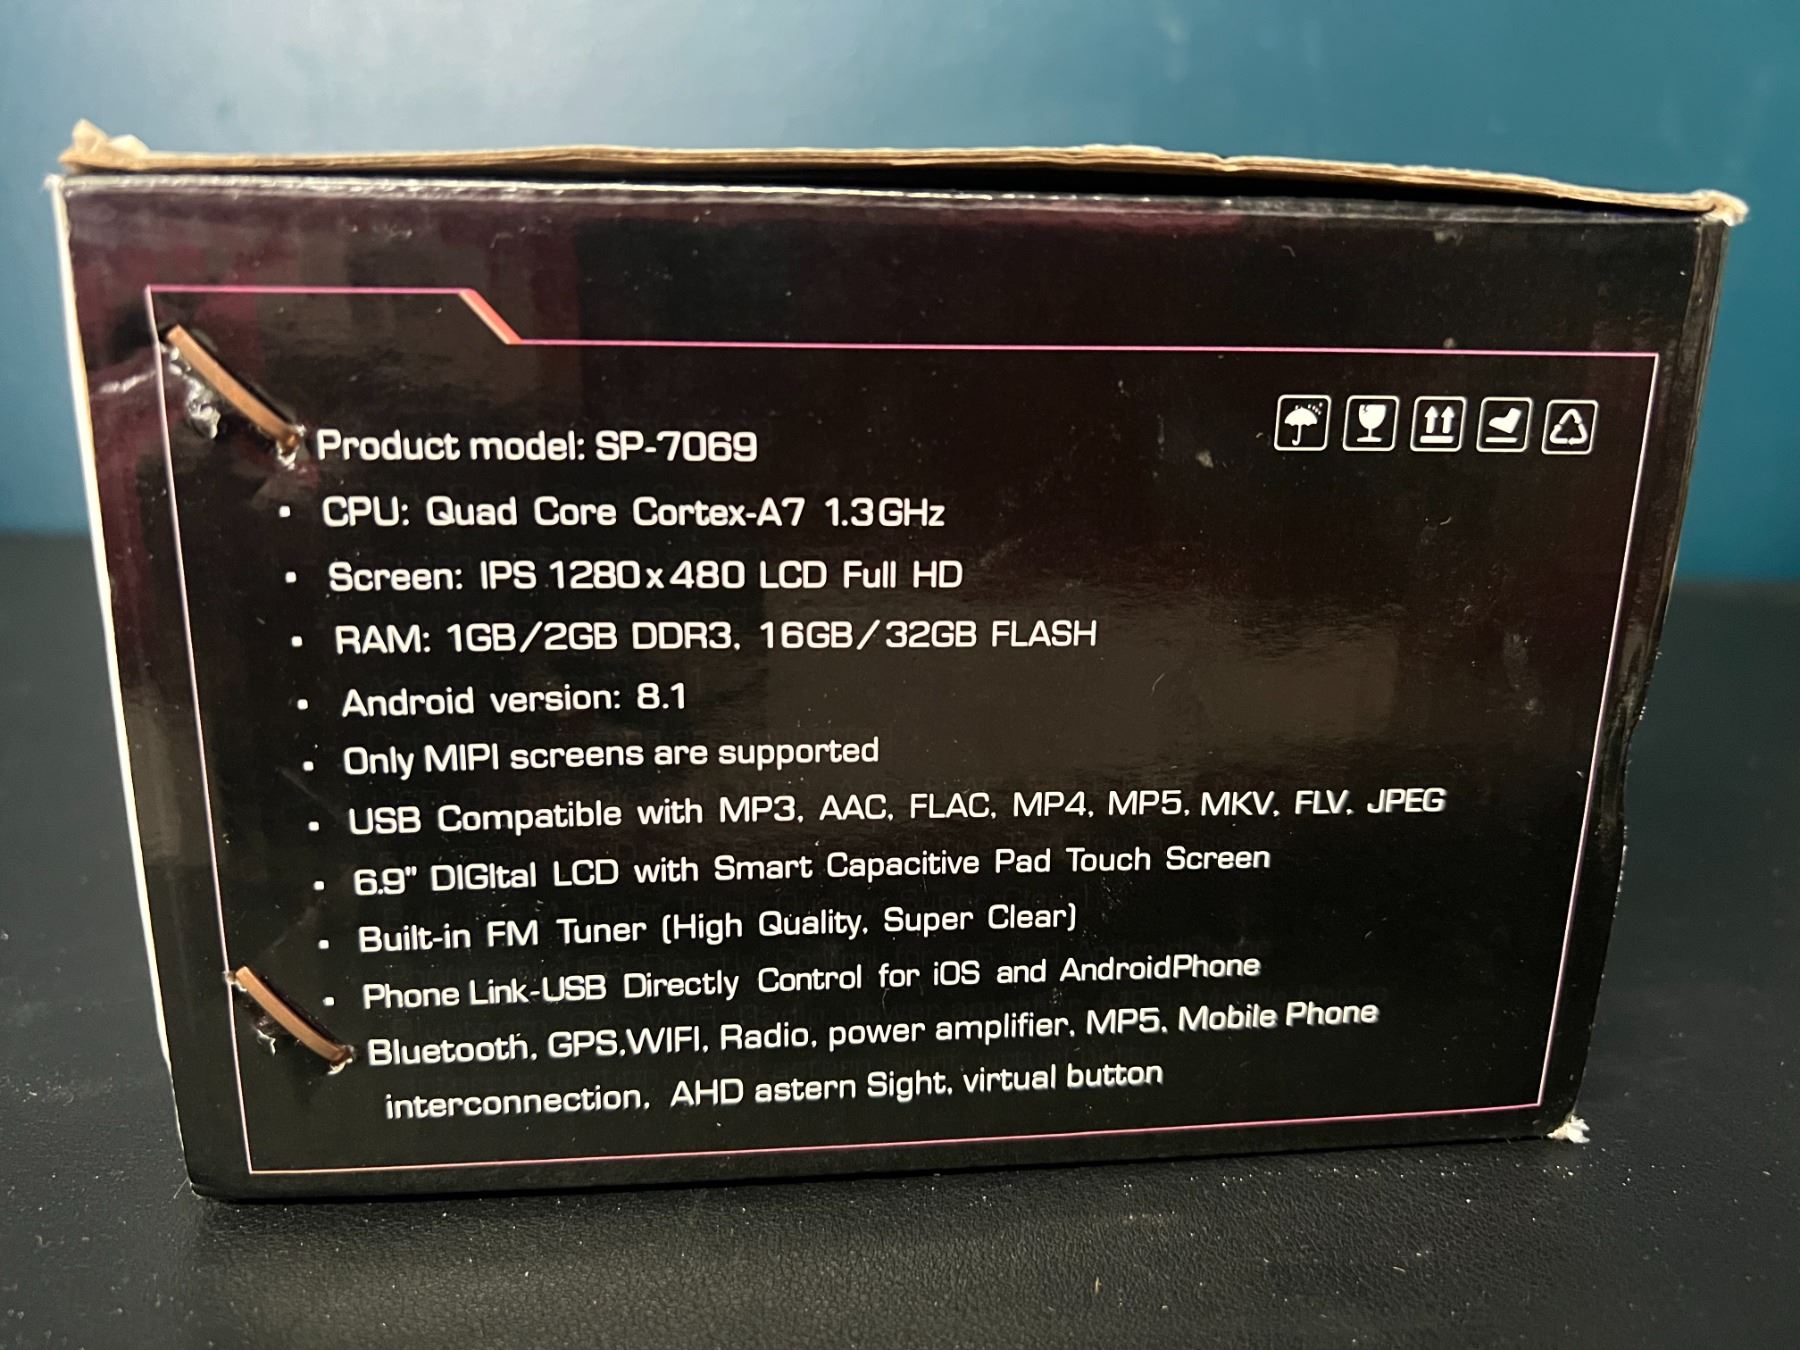 Product model: SP-7069
• CPU: Quad Core Cortex-A7 1.3GHz
• Screen: IPS 1280x480 LCD Full HD
• RAM: 1GB/2GB DDR3, 16GB/32GB FLASH
• Android version: 8.1
• Only MIPI screens are supported
• USB Compatible with MP3, AAC, FLAC, MP4, MP5, MKV, FLV, JPEG
• 6.9" DIGItal LCD with Smart Capacitive Pad Touch Screen
• Built-in FM Tuner (High Quality, Super Clear)
• Phone Link-USB Directly Control for iOS and AndroidPhone
Bluetooth, GPS,WIFI, Radio, power amplifier, MP5, Mobile Phone
interconnection, AHD astern Sight, virtual button